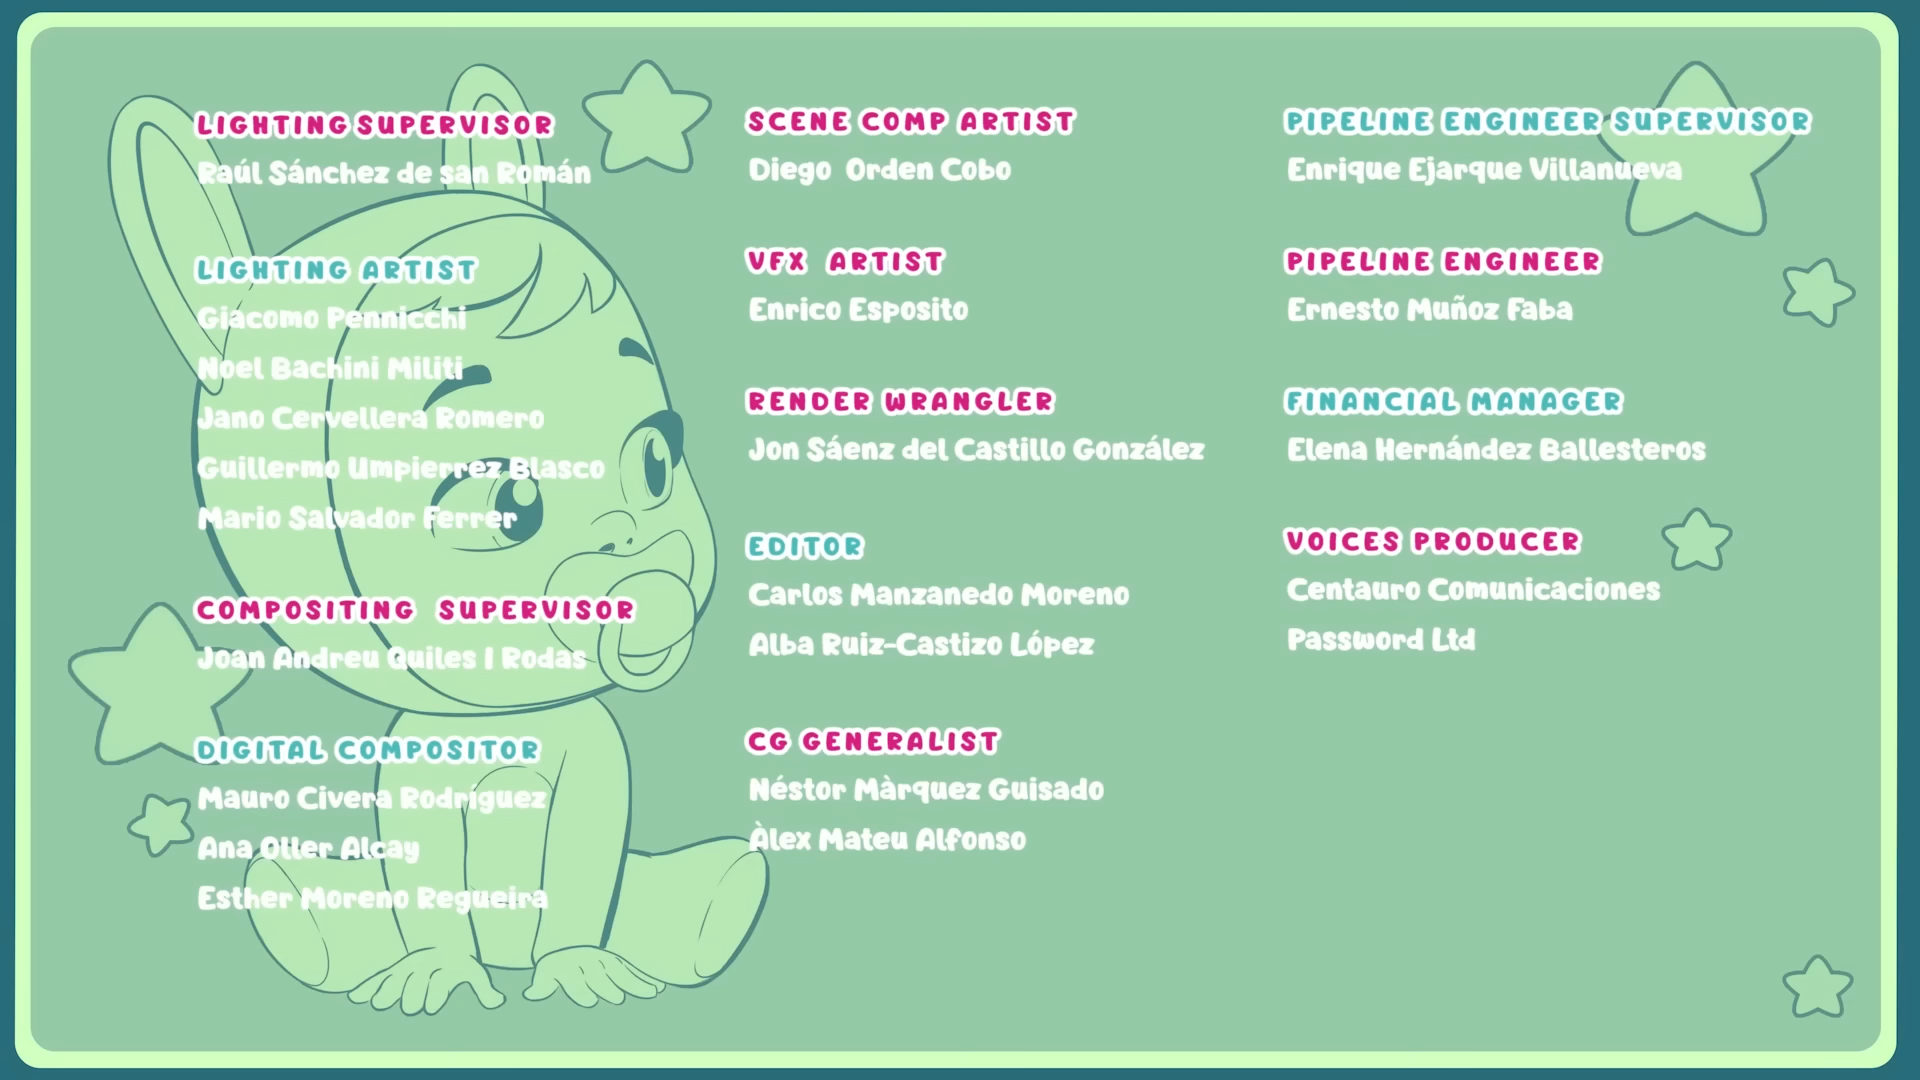 LIGHTING SUPERVISOR
Raúl Sánchez de san Román
LIGHTING ARTIST
Giacomo Pennicchi
Noel Bachini Militi
Jano Cervellera Romero
Guillermo Umpierrez Blasco
Mario Salvador Ferrer
COMPOSITING SUPERVISOR
Joan Andreu Quiles I Rodas
DIGITAL COMPOSITOR
Mauro Civera Rodríguez
Ana Oller Alcay
Esther Moreno Regueira
SCENE COMP ARTIST
Diego Orden Cobo
VFX ARTIST
Enrico Esposito
RENDER WRANGLER
Jon Sáenz del Castillo González
EDITOR
Carlos Manzanedo Moreno
Alba Ruiz-Castizo López
CG GENERALIST
Néstor Màrquez Guisado
Àlex Mateu Alfonso
PIPELINE ENGINEER SUPERVISOR
Enrique Ejarque Villanueva
PIPELINE ENGINEER
Ernesto Muñoz Faba
FINANCIAL MANAGER
Elena Hernández Ballesteros
VOICES PRODUCER
Centauro Comunicaciones
Password Ltd